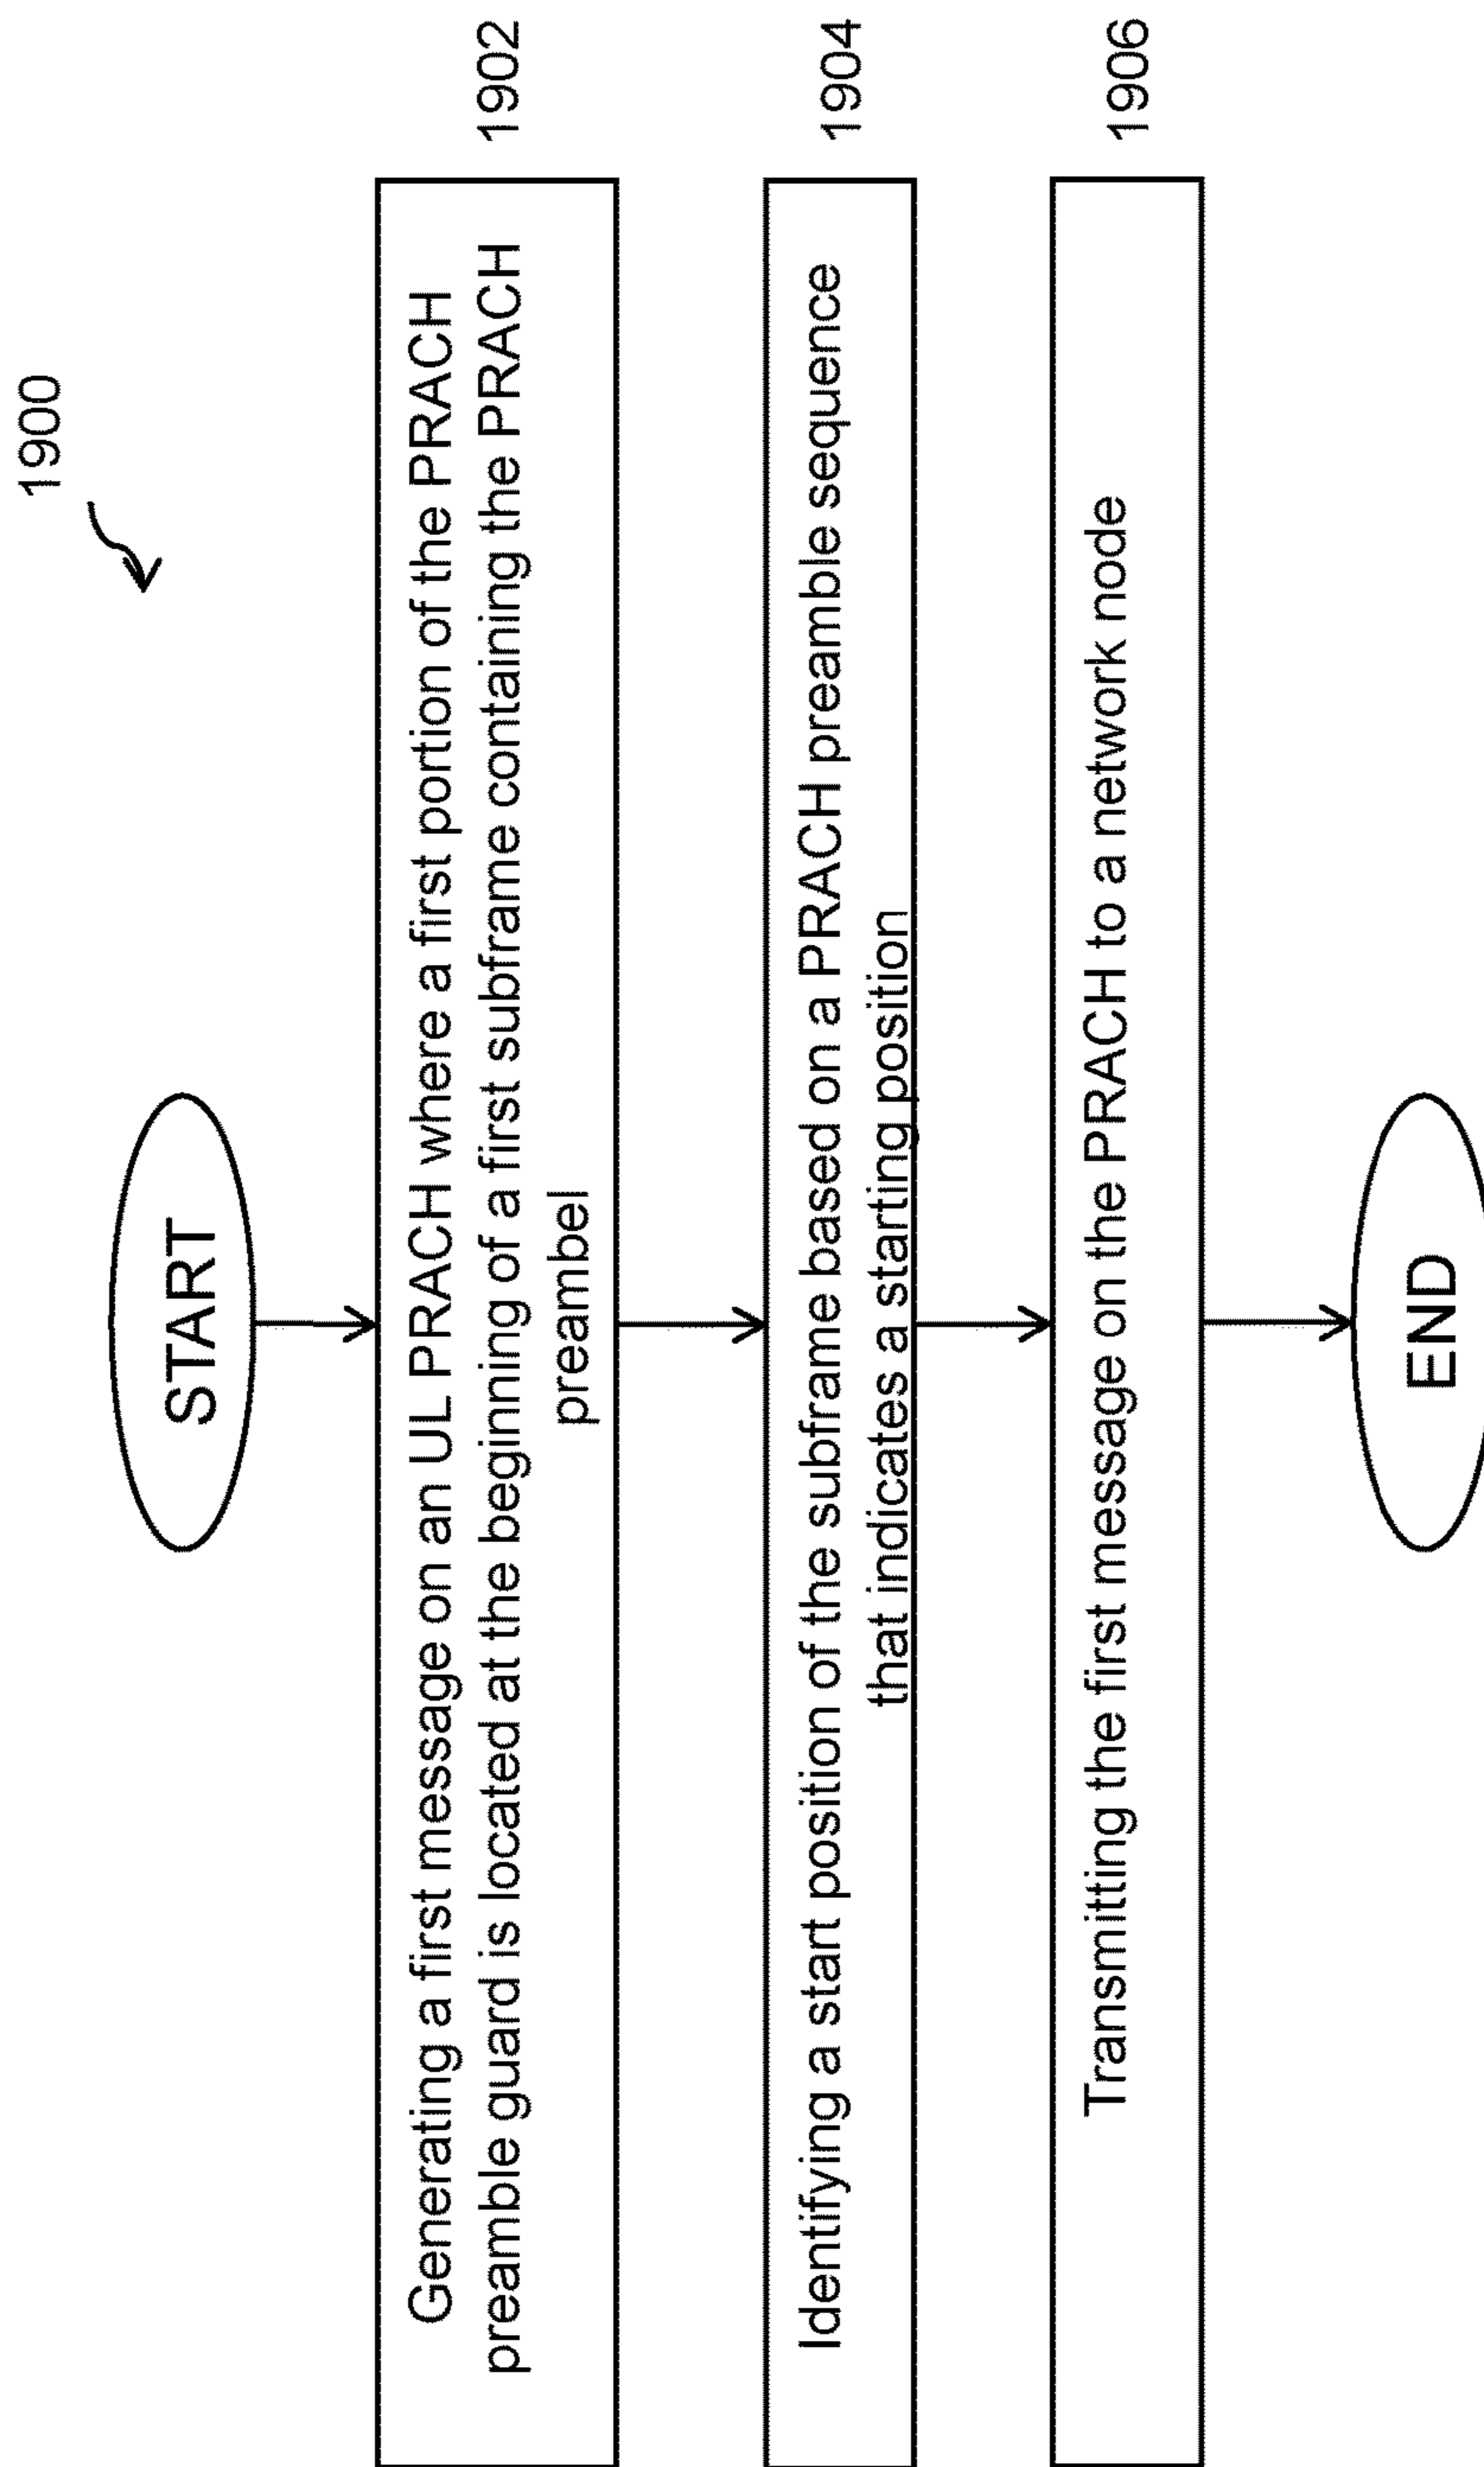 1900
START
Generating a first message on an UL PRACH where a first portion of the PRACH
preamble guard is located at the beginning of a first subframe containing the PRACH
preambel
1902
Identifying a start position of the subframe based on a PRACH preamble sequence
that indicates a starting position
1904
Transmitting the first message on the PRACH to a network node
1906
END